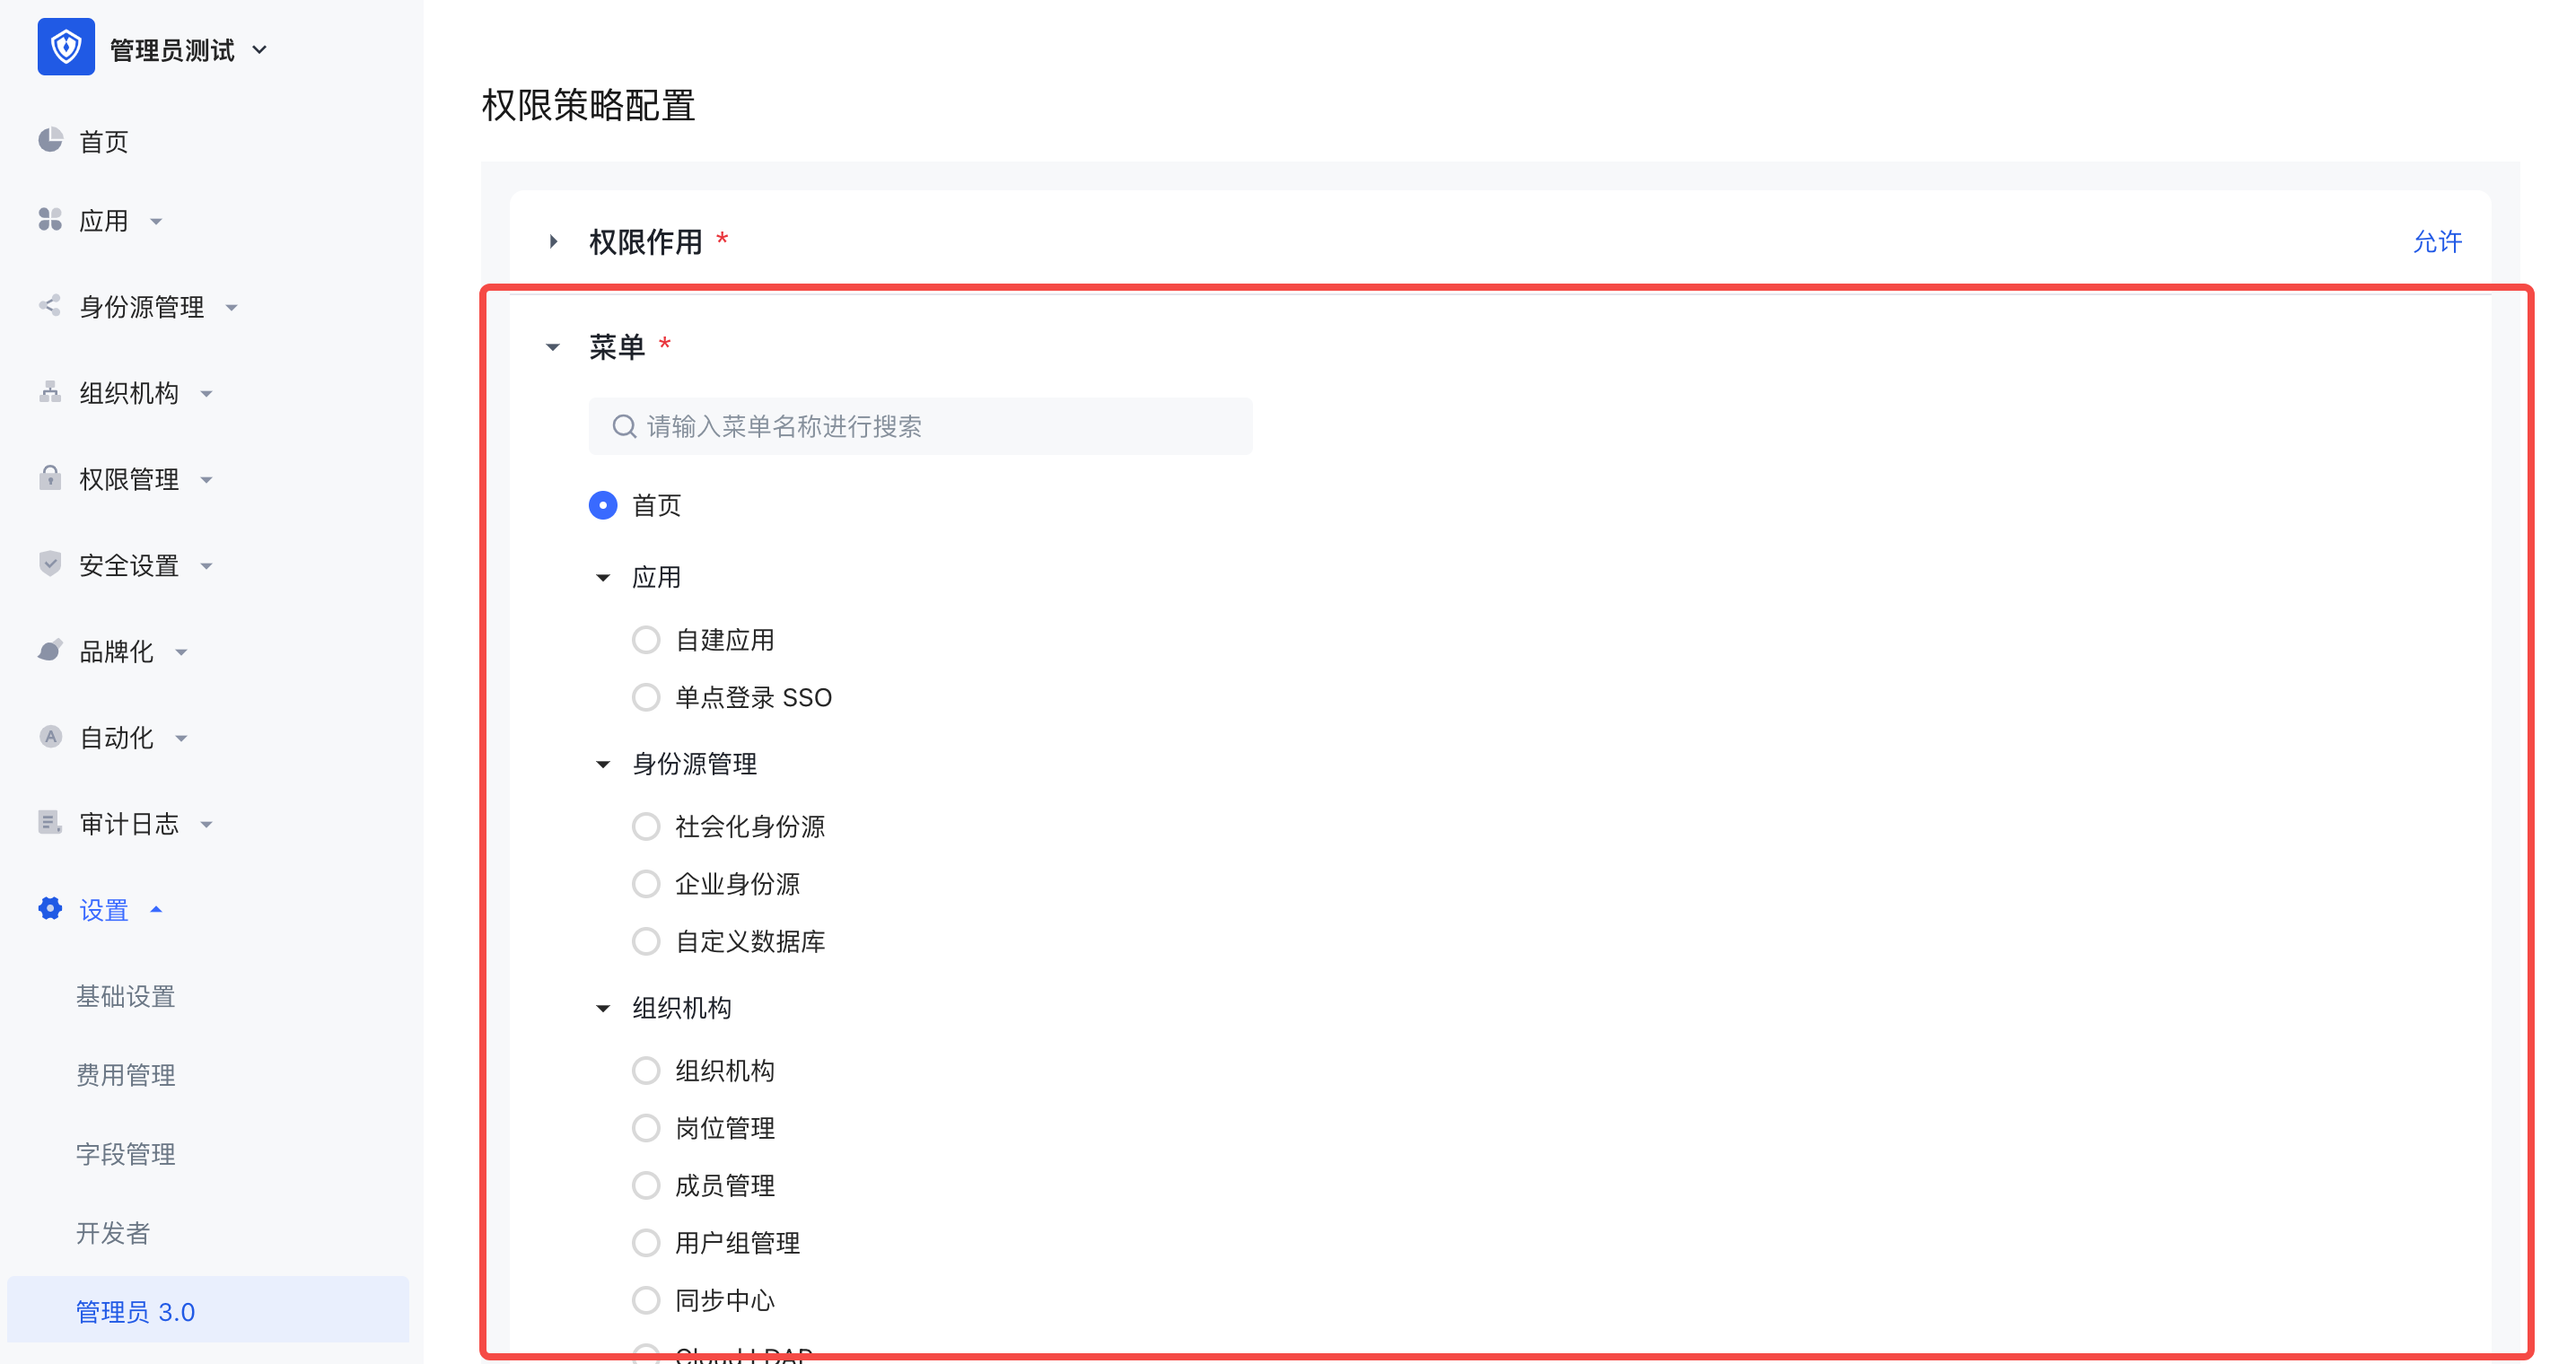 管理员测试
首页
应用
身份源管理
组织机构
权限管理
安全设置
品牌化
自动化
审计日志
设置
基础设置
费用管理
字段管理
开发者
管理员 3.0
权限策略配置
权限作用 *
允许
菜单 *
请输入菜单名称进行搜索
首页
应用
自建应用
单点登录 SSO
身份源管理
社会化身份源
企业身份源
自定义数据库
组织机构
组织机构
岗位管理
成员管理
用户组管理
同步中心
Cloud LDAP